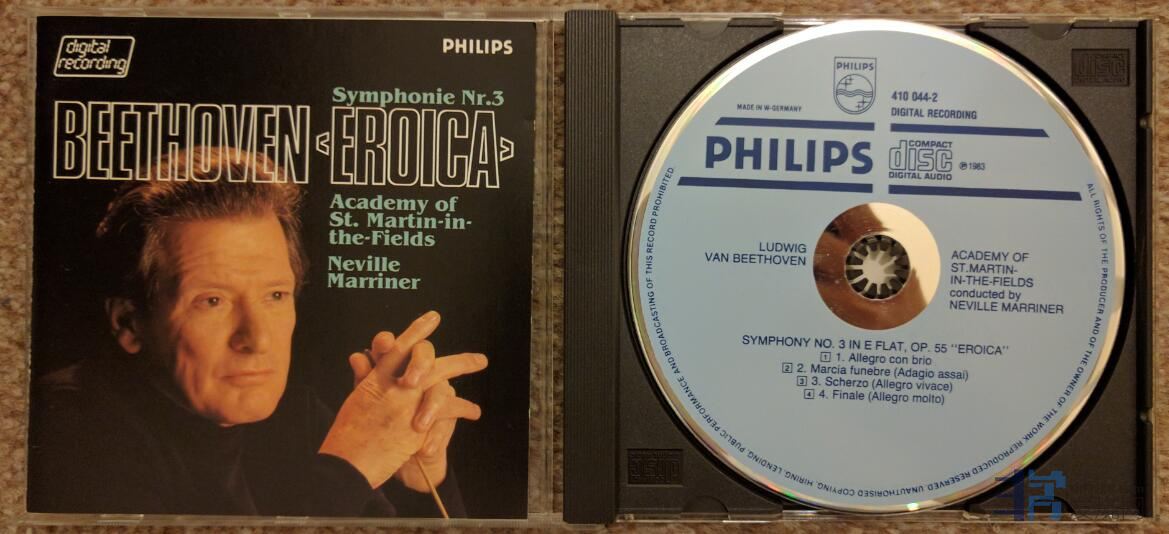 digital
recording
PHILIPS
Symphonie Nr.3
BEETHOVEN <EROICA>
Academy of
St. Martin-in-
the-Fields
Neville
Marriner
PHILIPS
MADE IN W-GERMANY
410 044-2
DIGITAL RECORDING
PHILIPS
COMPACT
disc
DIGITAL AUDIO
℗ 1983
LUDWIG
VAN BEETHOVEN
ACADEMY OF
ST.MARTIN-
IN-THE-FIELDS
conducted by
NEVILLE MARRINER
SYMPHONY NO. 3 IN E FLAT, OP. 55 "EROICA"
1 1. Allegro con brio
2 2. Marcia funebre (Adagio assai)
3 3. Scherzo (Allegro vivace)
4 4. Finale (Allegro molto)
ALL RIGHTS OF THE PRODUCER AND OF THE OWNER OF THE WORK REPRODUCED RESERVED. UNAUTHORISED COPYING, HIRING, LENDING, PUBLIC PERFORMANCE AND BROADCASTING OF THIS RECORD PROHIBITED.
disc
disc